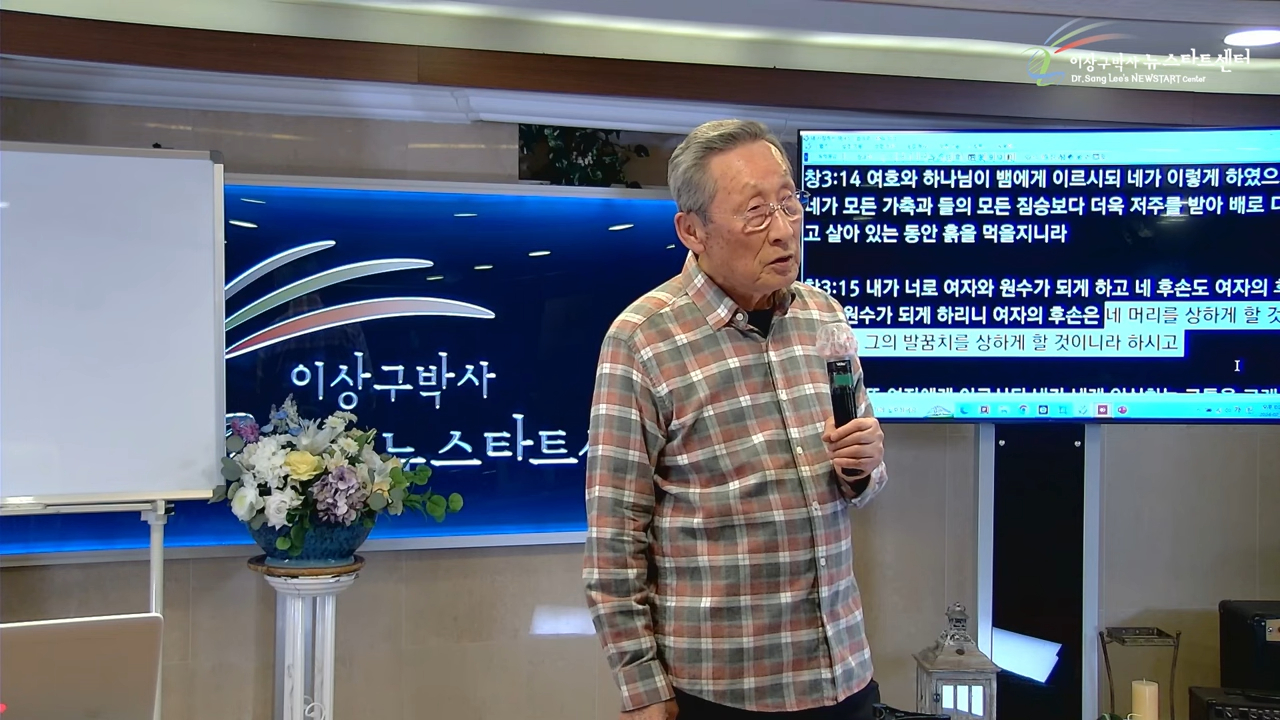 이상구박사 뉴스타트센터
Dr. Sang Lee's NEWSTART Center
창3:14 여호와 하나님이 뱀에게 이르시되 네가 이렇게 하였으
네가 모든 가축과 들의 모든 짐승보다 더욱 저주를 받아 배로 다
고 살아 있는 동안 흙을 먹을지니라
창3:15 내가 너로 여자와 원수가 되게 하고 네 후손도 여자의 후
원수가 되게 하리니 여자의 후손은 네 머리를 상하게 할 것
그의 발꿈치를 상하게 할 것이니라 하시고
이상구박사
뉴스타트